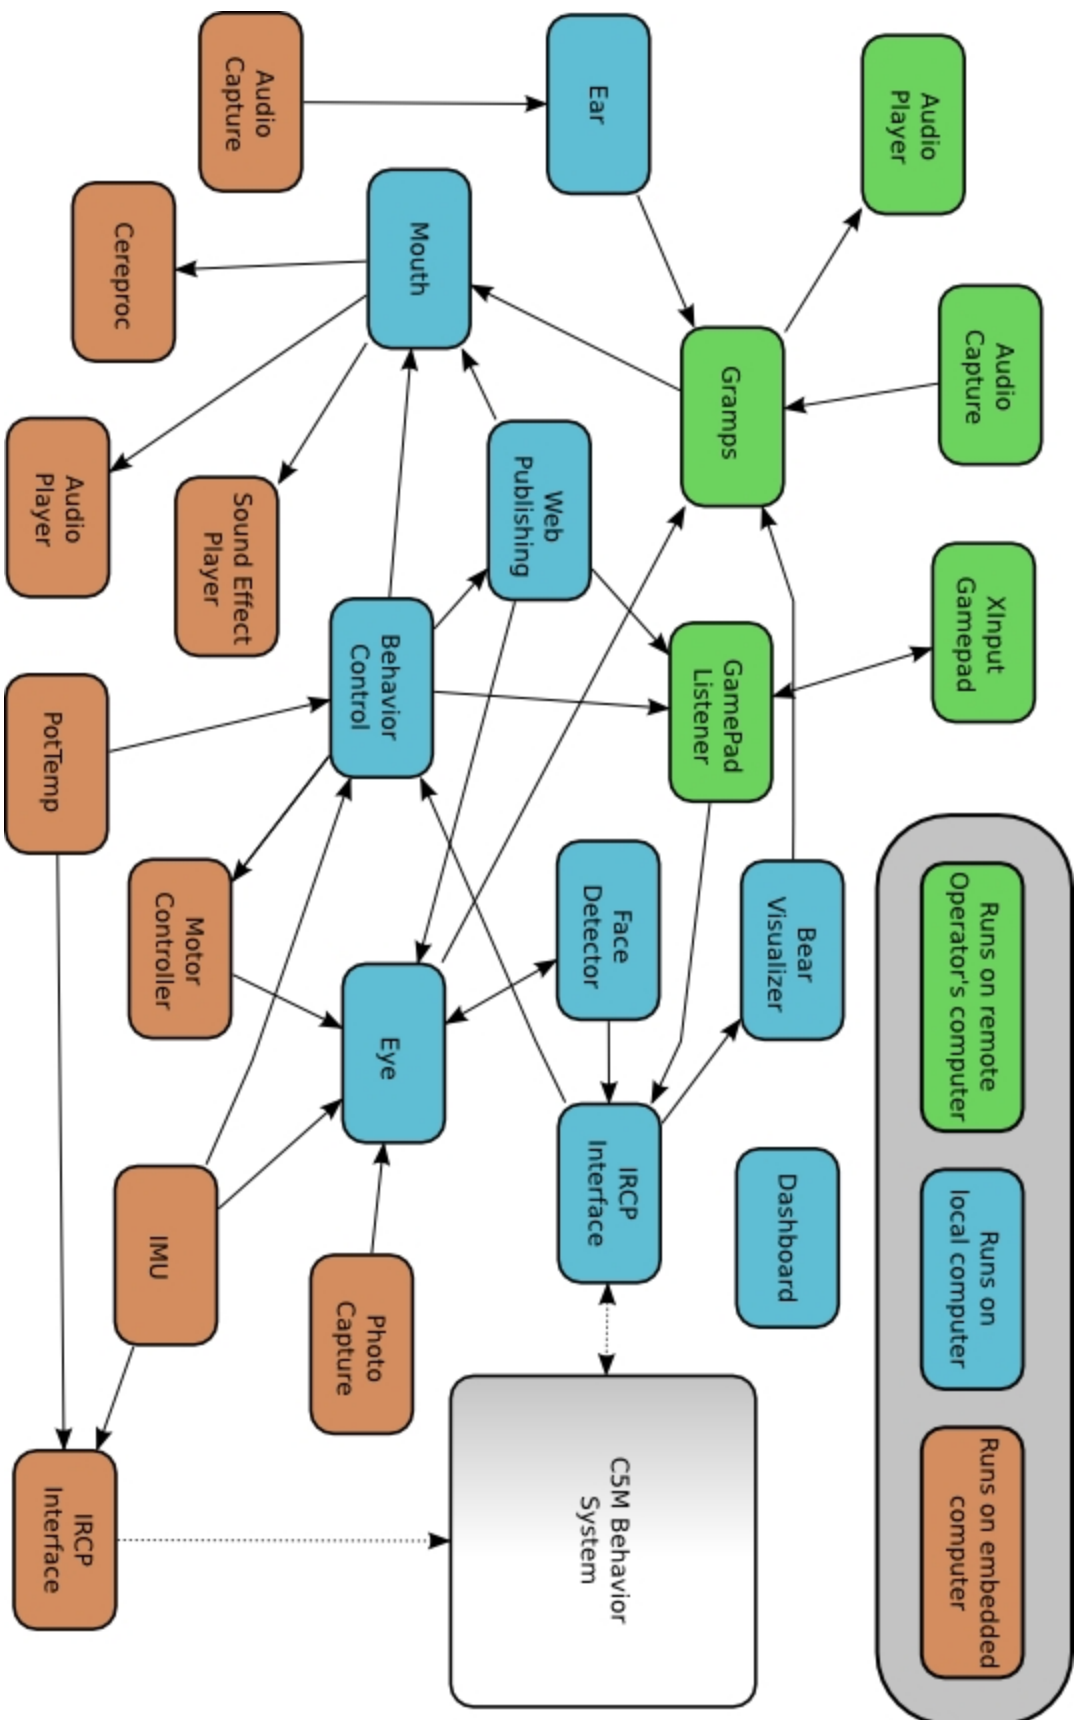 Runs on remote
Operator's computer
Runs on
local computer
Runs on embedded
computer
Audio
Capture
XInput
Gamepad
Audio
Player
Bear
Visualizer
Dashboard
Gramps
GamePad
Listener
Ear
Face
Detector
IRCP
Interface
C5M Behavior
System
Web
Publishing
Mouth
Behavior
Control
Eye
Photo
Capture
Audio
Capture
Sound Effect
Player
Motor
Controller
IMU
Cereproc
Audio
Player
PotTemp
IRCP
Interface